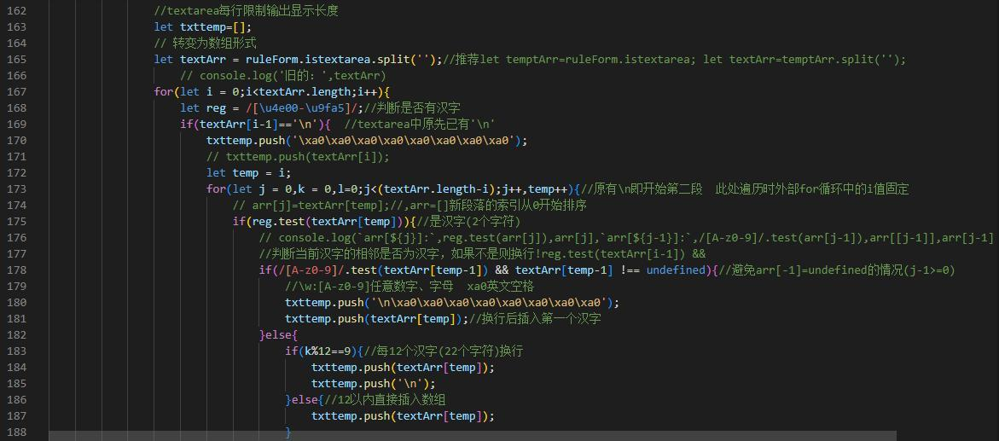 162 //textarea每行限制输出显示长度
163 let txttemp=[];
164 // 转变为数组形式
165 let textArr = ruleForm.istextarea.split('');//推荐let temptArr=ruleForm.istextarea; let textArr=temptArr.split('');
166 // console.log('旧的：',textArr)
167 for(let i = 0;i<textArr.length;i++){
168 let reg = /[\u4e00-\u9fa5]/;//判断是否有汉字
169 if(textArr[i-1]=='\n'){ //textarea中原先已有'\n'
170 txttemp.push('\xa0\xa0\xa0\xa0\xa0\xa0\xa0\xa0');
171 // txttemp.push(textArr[i]);
172 let temp = i;
173 for(let j = 0,k = 0,l=0;j<(textArr.length-i);j++,temp++){//原有\n即开始第二段 此处遍历时外部for循环中的i值固定
174 // arr[j]=textArr[temp];//,arr=[]新段落的索引从0开始排序
175 if(reg.test(textArr[temp])){//是汉字(2个字符)
176 // console.log(`arr[${j}]:`,reg.test(arr[j]),arr[j],`arr[${j-1}]:`,/[A-z0-9]/.test(arr[j-1]),arr[[j-1]],arr[j-1]
177 //判断当前汉字的相邻是否为汉字，如果不是则换行!reg.test(textArr[i-1]) &&
178 if(/[A-z0-9]/.test(textArr[temp-1]) && textArr[temp-1] !== undefined){//避免arr[-1]=undefined的情况(j-1>=0)
179 //\w:[A-z0-9]任意数字、字母 xa0英文空格
180 txttemp.push('\n\xa0\xa0\xa0\xa0\xa0\xa0\xa0\xa0');
181 txttemp.push(textArr[temp]);//换行后插入第一个汉字
182 }else{
183 if(k%12==9){//每12个汉字(22个字符)换行
184 txttemp.push(textArr[temp]);
185 txttemp.push('\n');
186 }else{//12以内直接插入数组
187 txttemp.push(textArr[temp]);
188 }